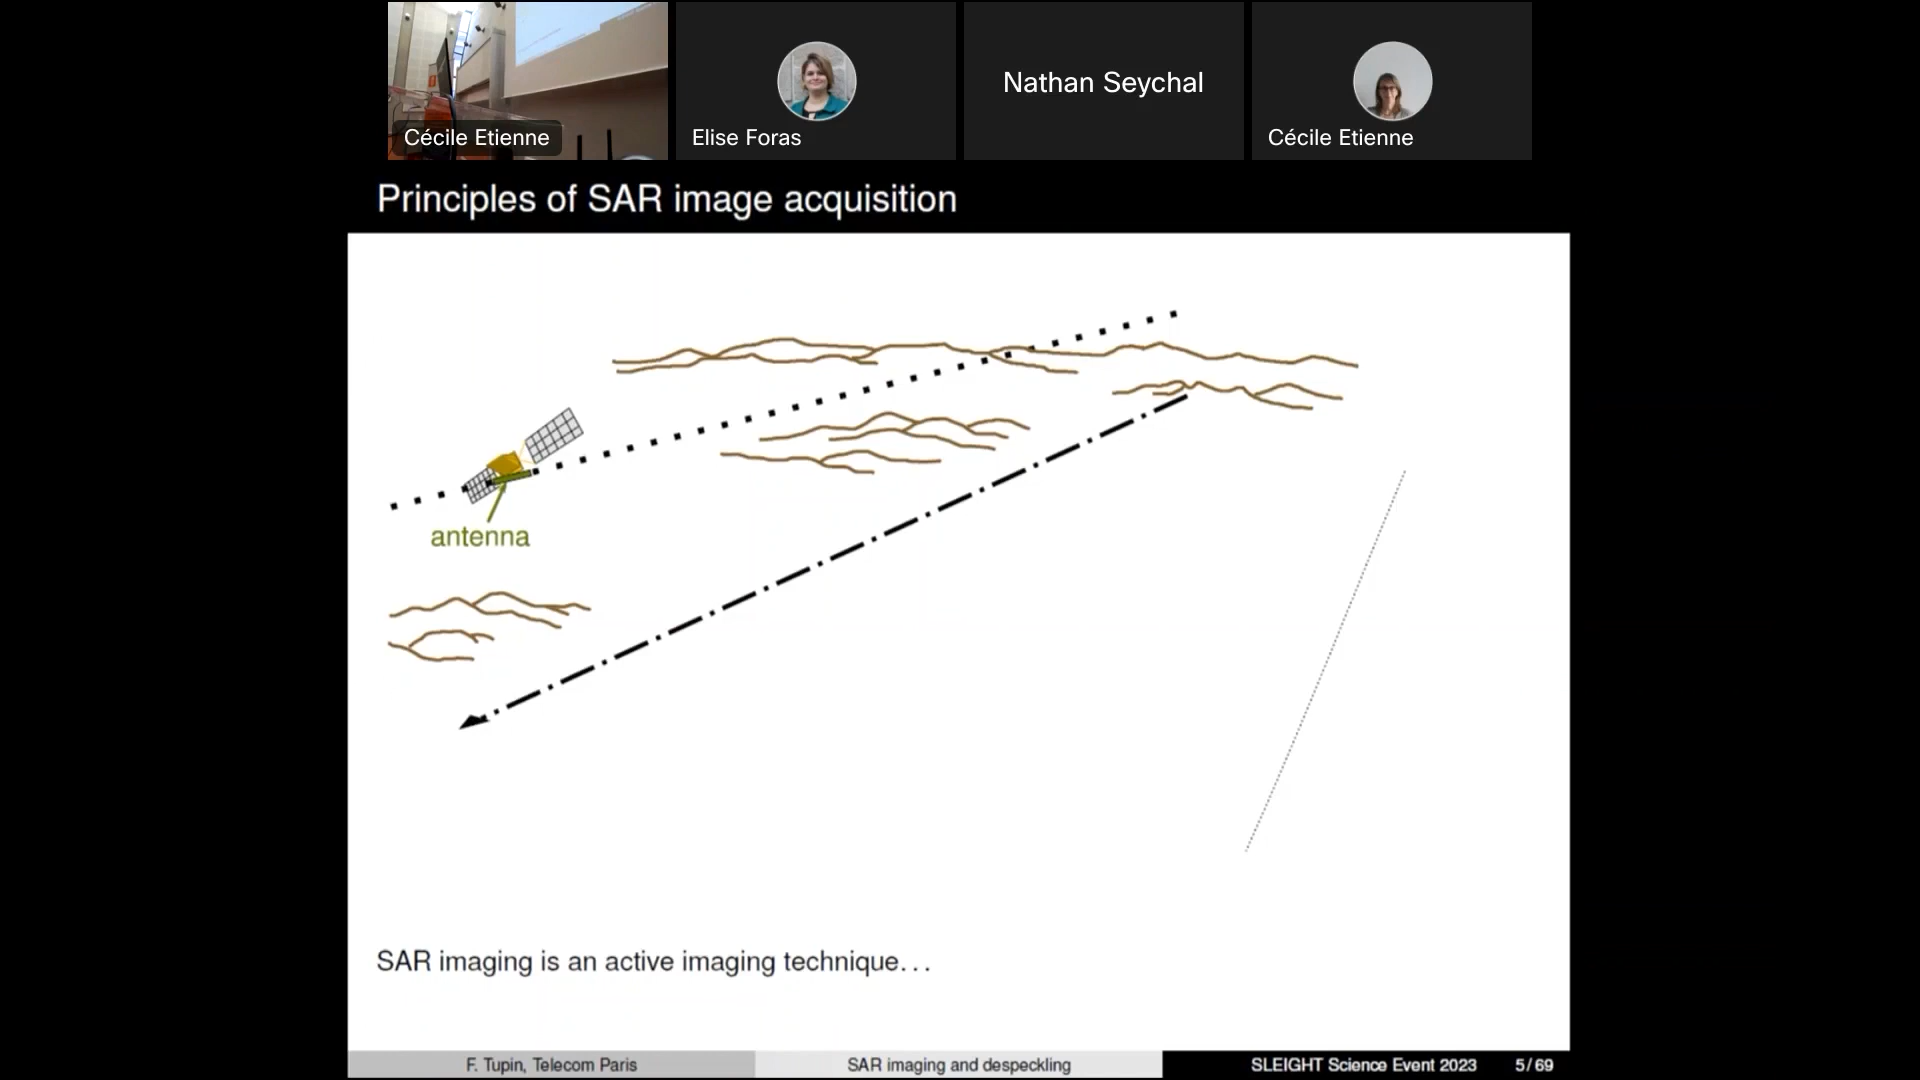 Cécile Etienne
Elise Foras
Nathan Seychal
Cécile Etienne
Principles of SAR image acquisition
antenna
SAR imaging is an active imaging technique...
F. Tupin, Telecom Paris
SAR imaging and despeckling
SLEIGHT Science Event 2023
5/69